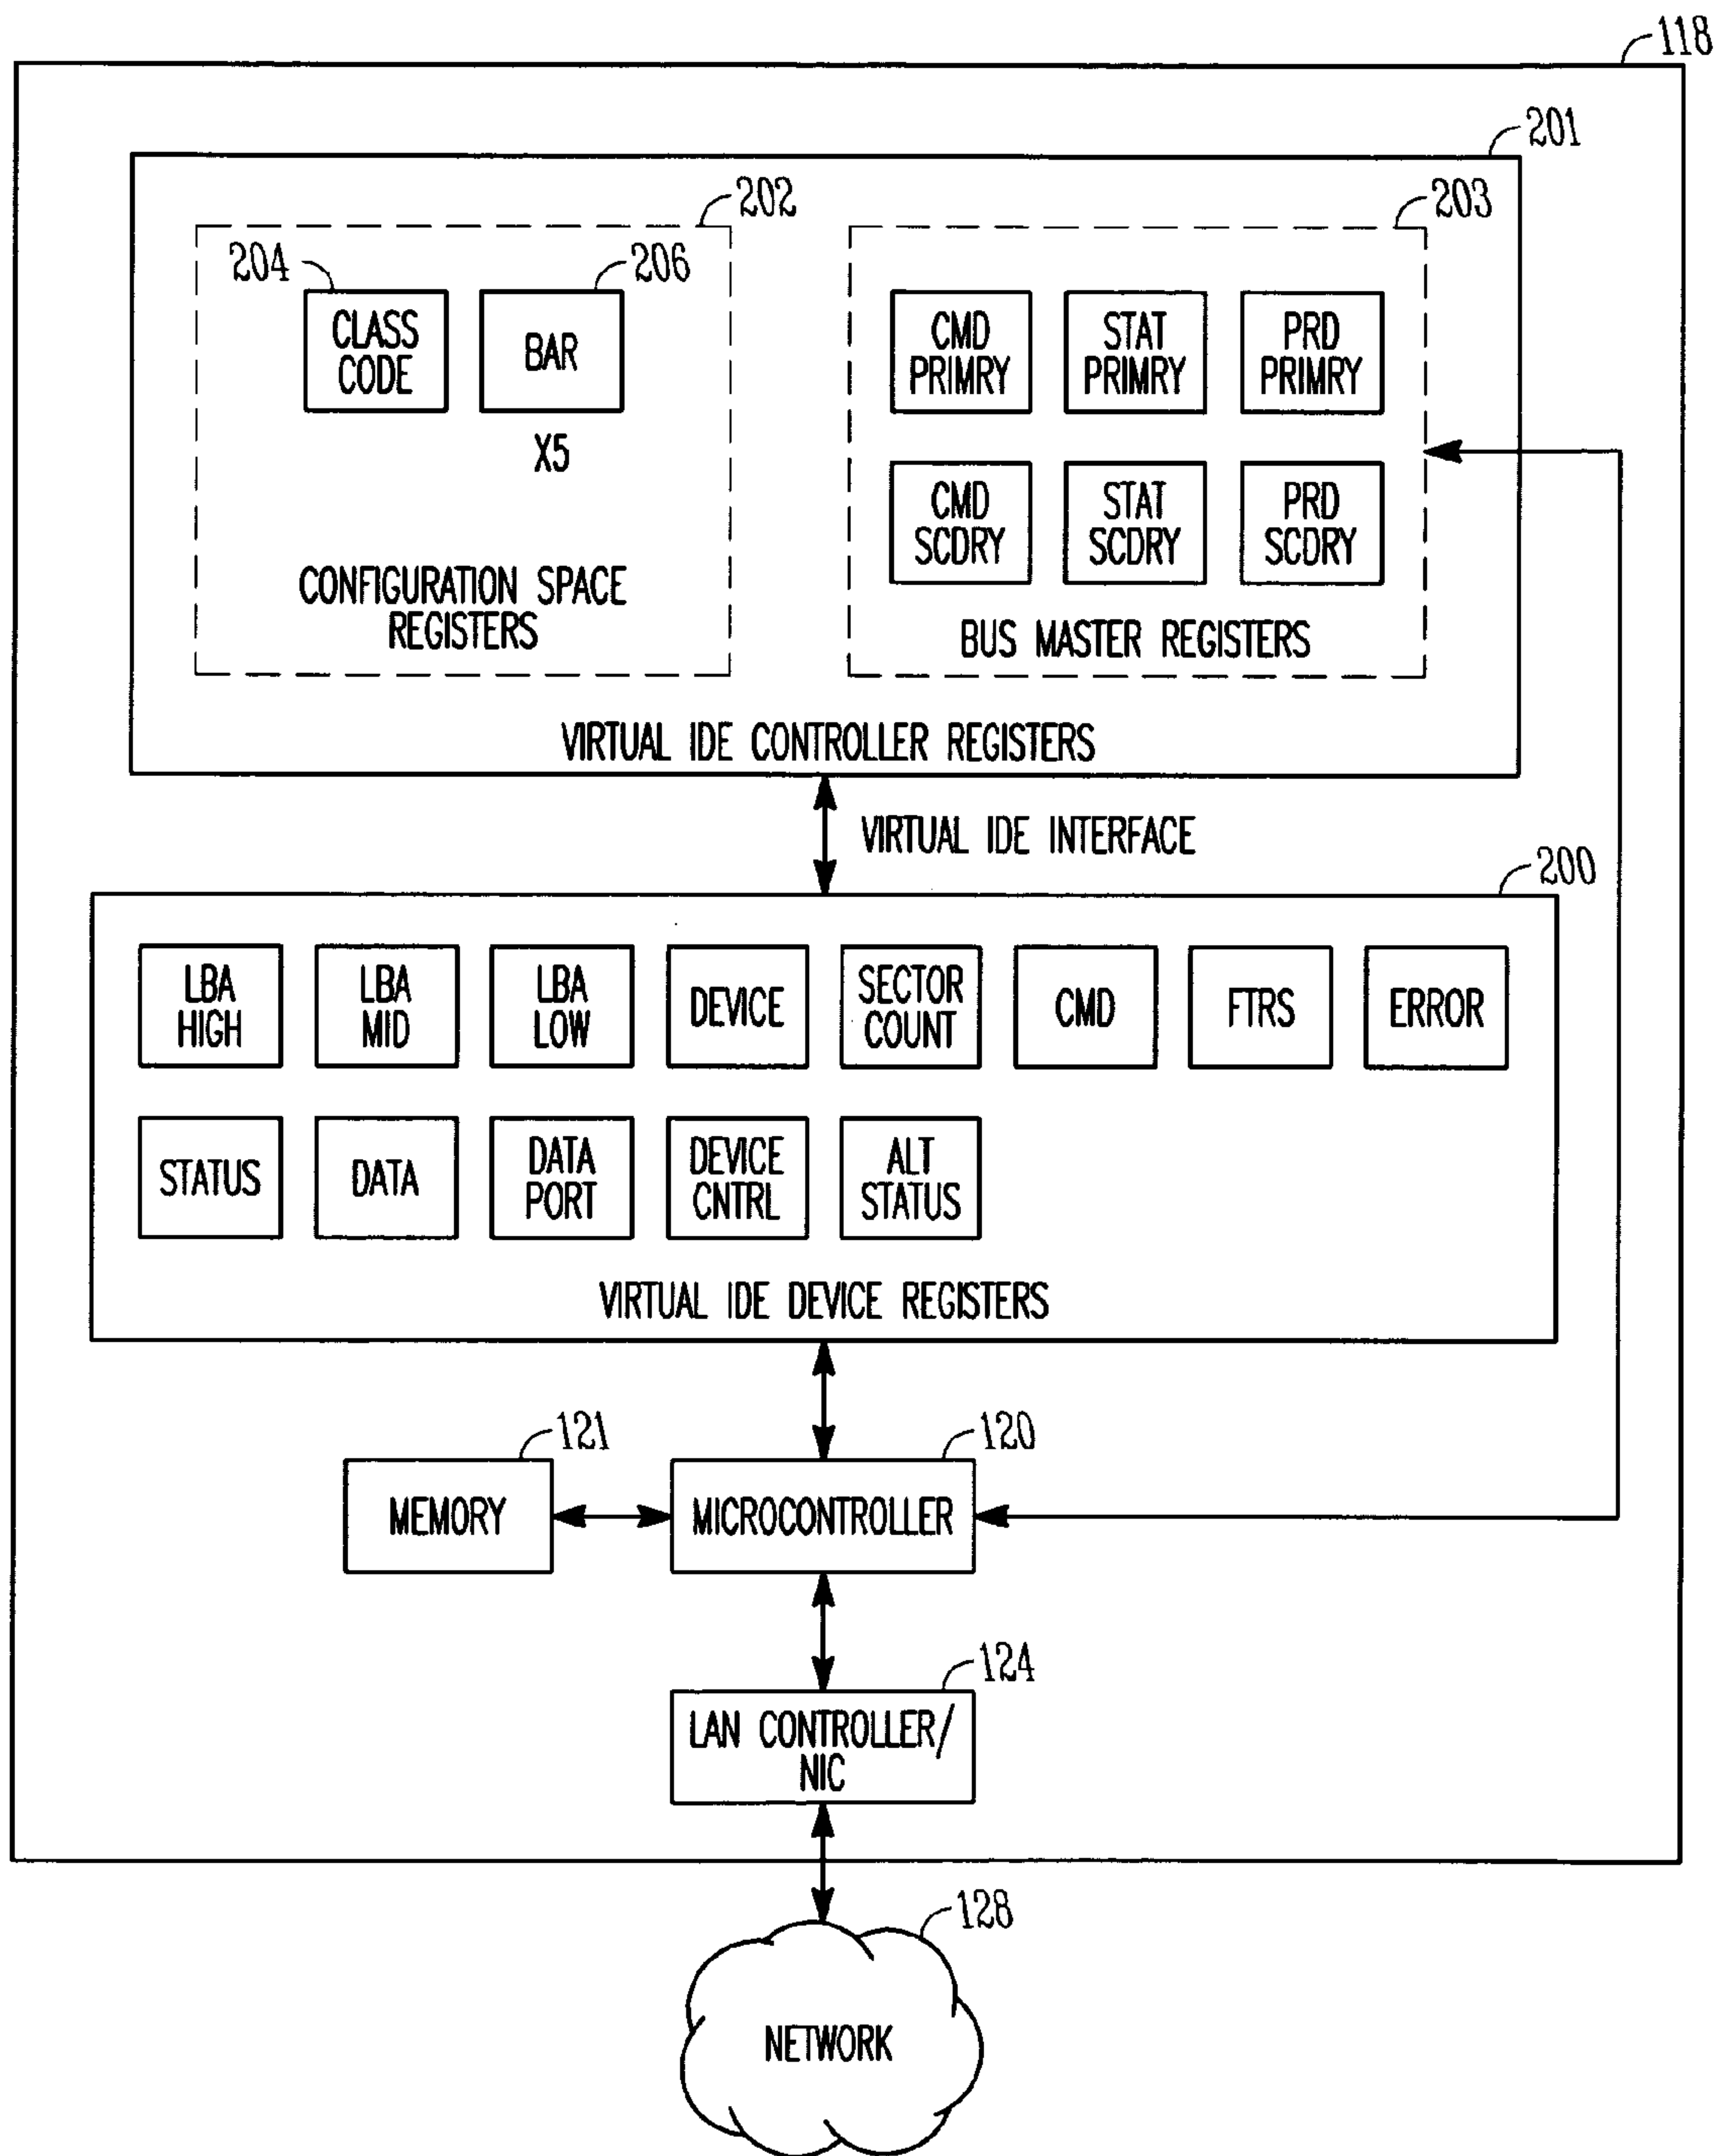 118
201
202
203
204
206
CLASS
CODE
BAR
X5
CONFIGURATION SPACE
REGISTERS
CMD
PRIMRY
STAT
PRIMRY
PRD
PRIMRY
CMD
SCDRY
STAT
SCDRY
PRD
SCDRY
BUS MASTER REGISTERS
VIRTUAL IDE CONTROLLER REGISTERS
VIRTUAL IDE INTERFACE
200
LBA
HIGH
LBA
MID
LBA
LOW
DEVICE
SECTOR
COUNT
CMD
FTRS
ERROR
STATUS
DATA
DATA
PORT
DEVICE
CNTRL
ALT
STATUS
VIRTUAL IDE DEVICE REGISTERS
121
120
MEMORY
MICROCONTROLLER
124
LAN CONTROLLER/
NIC
128
NETWORK